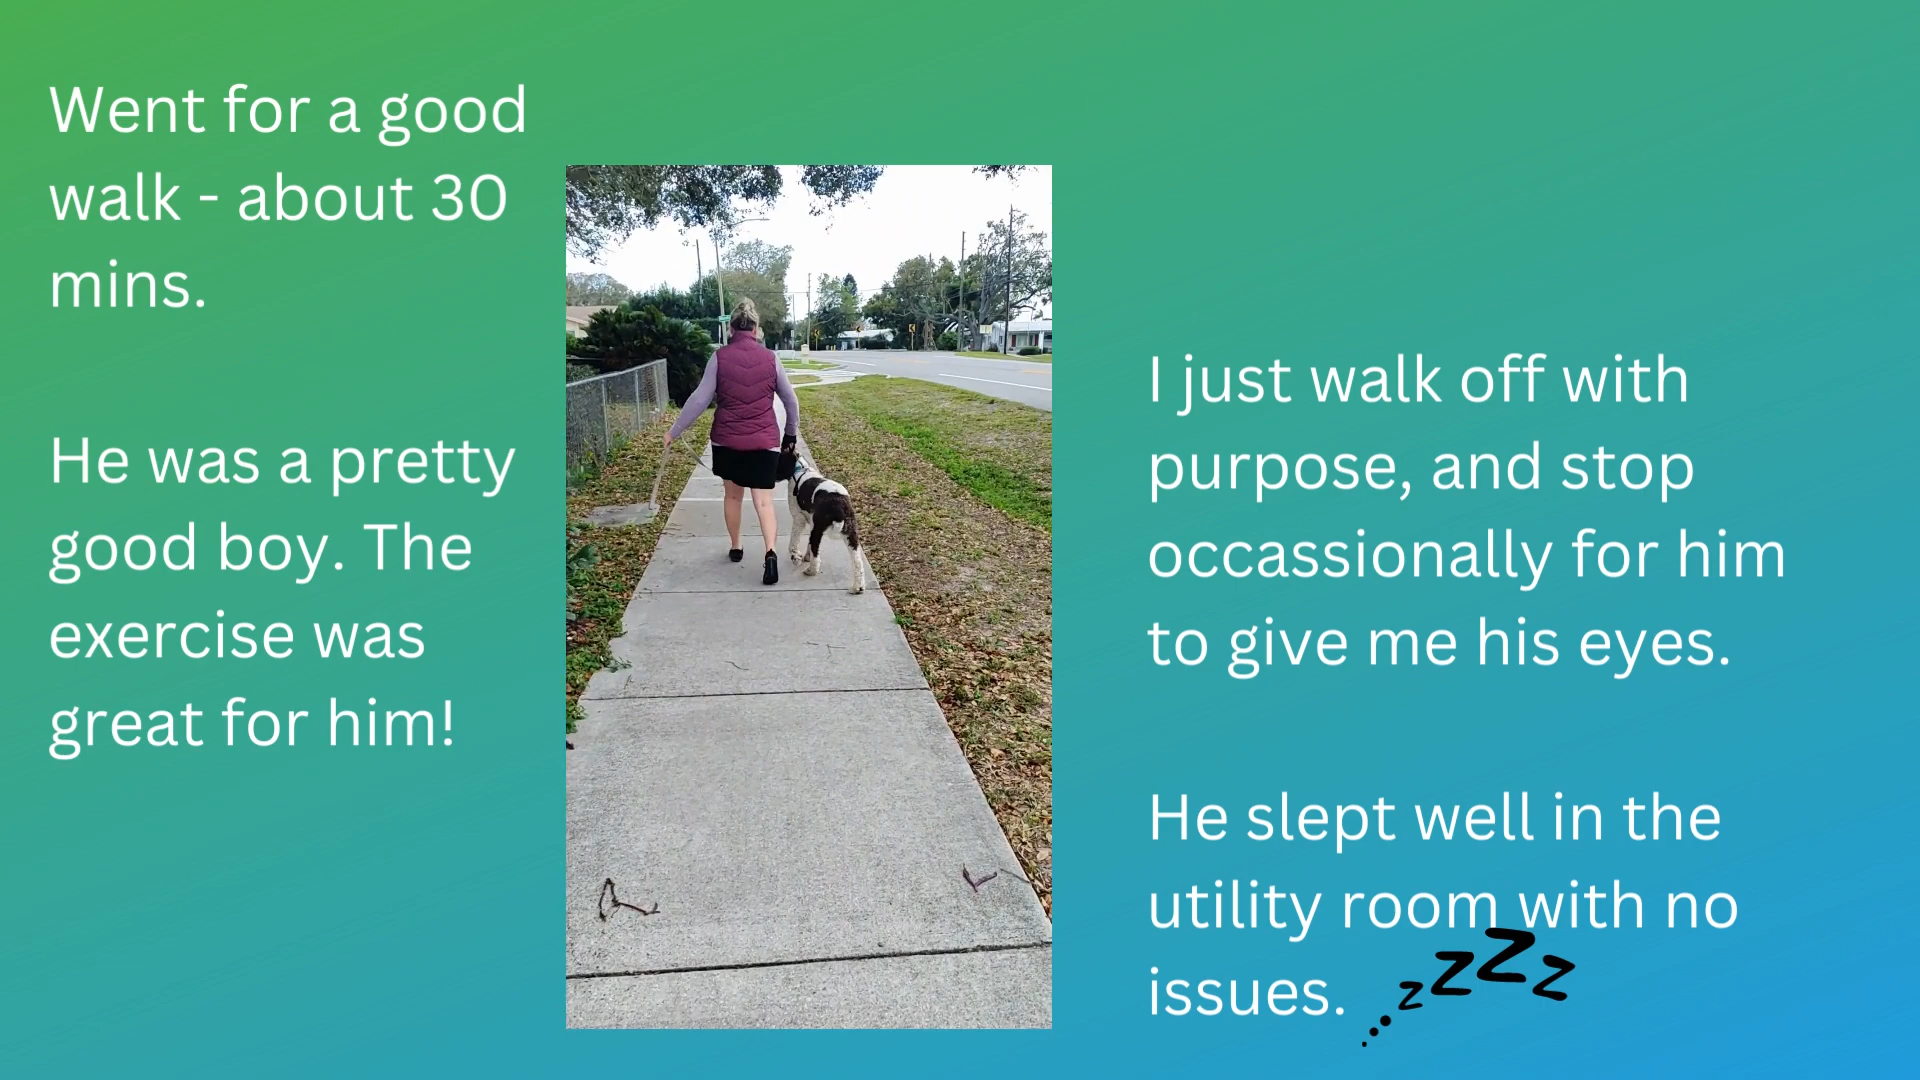 Went for a good
walk - about 30
mins.
He was a pretty
good boy. The
exercise was
great for him!
I just walk off with
purpose, and stop
occassionally for him
to give me his eyes.
He slept well in the
utility room with no
issues.
zzzz